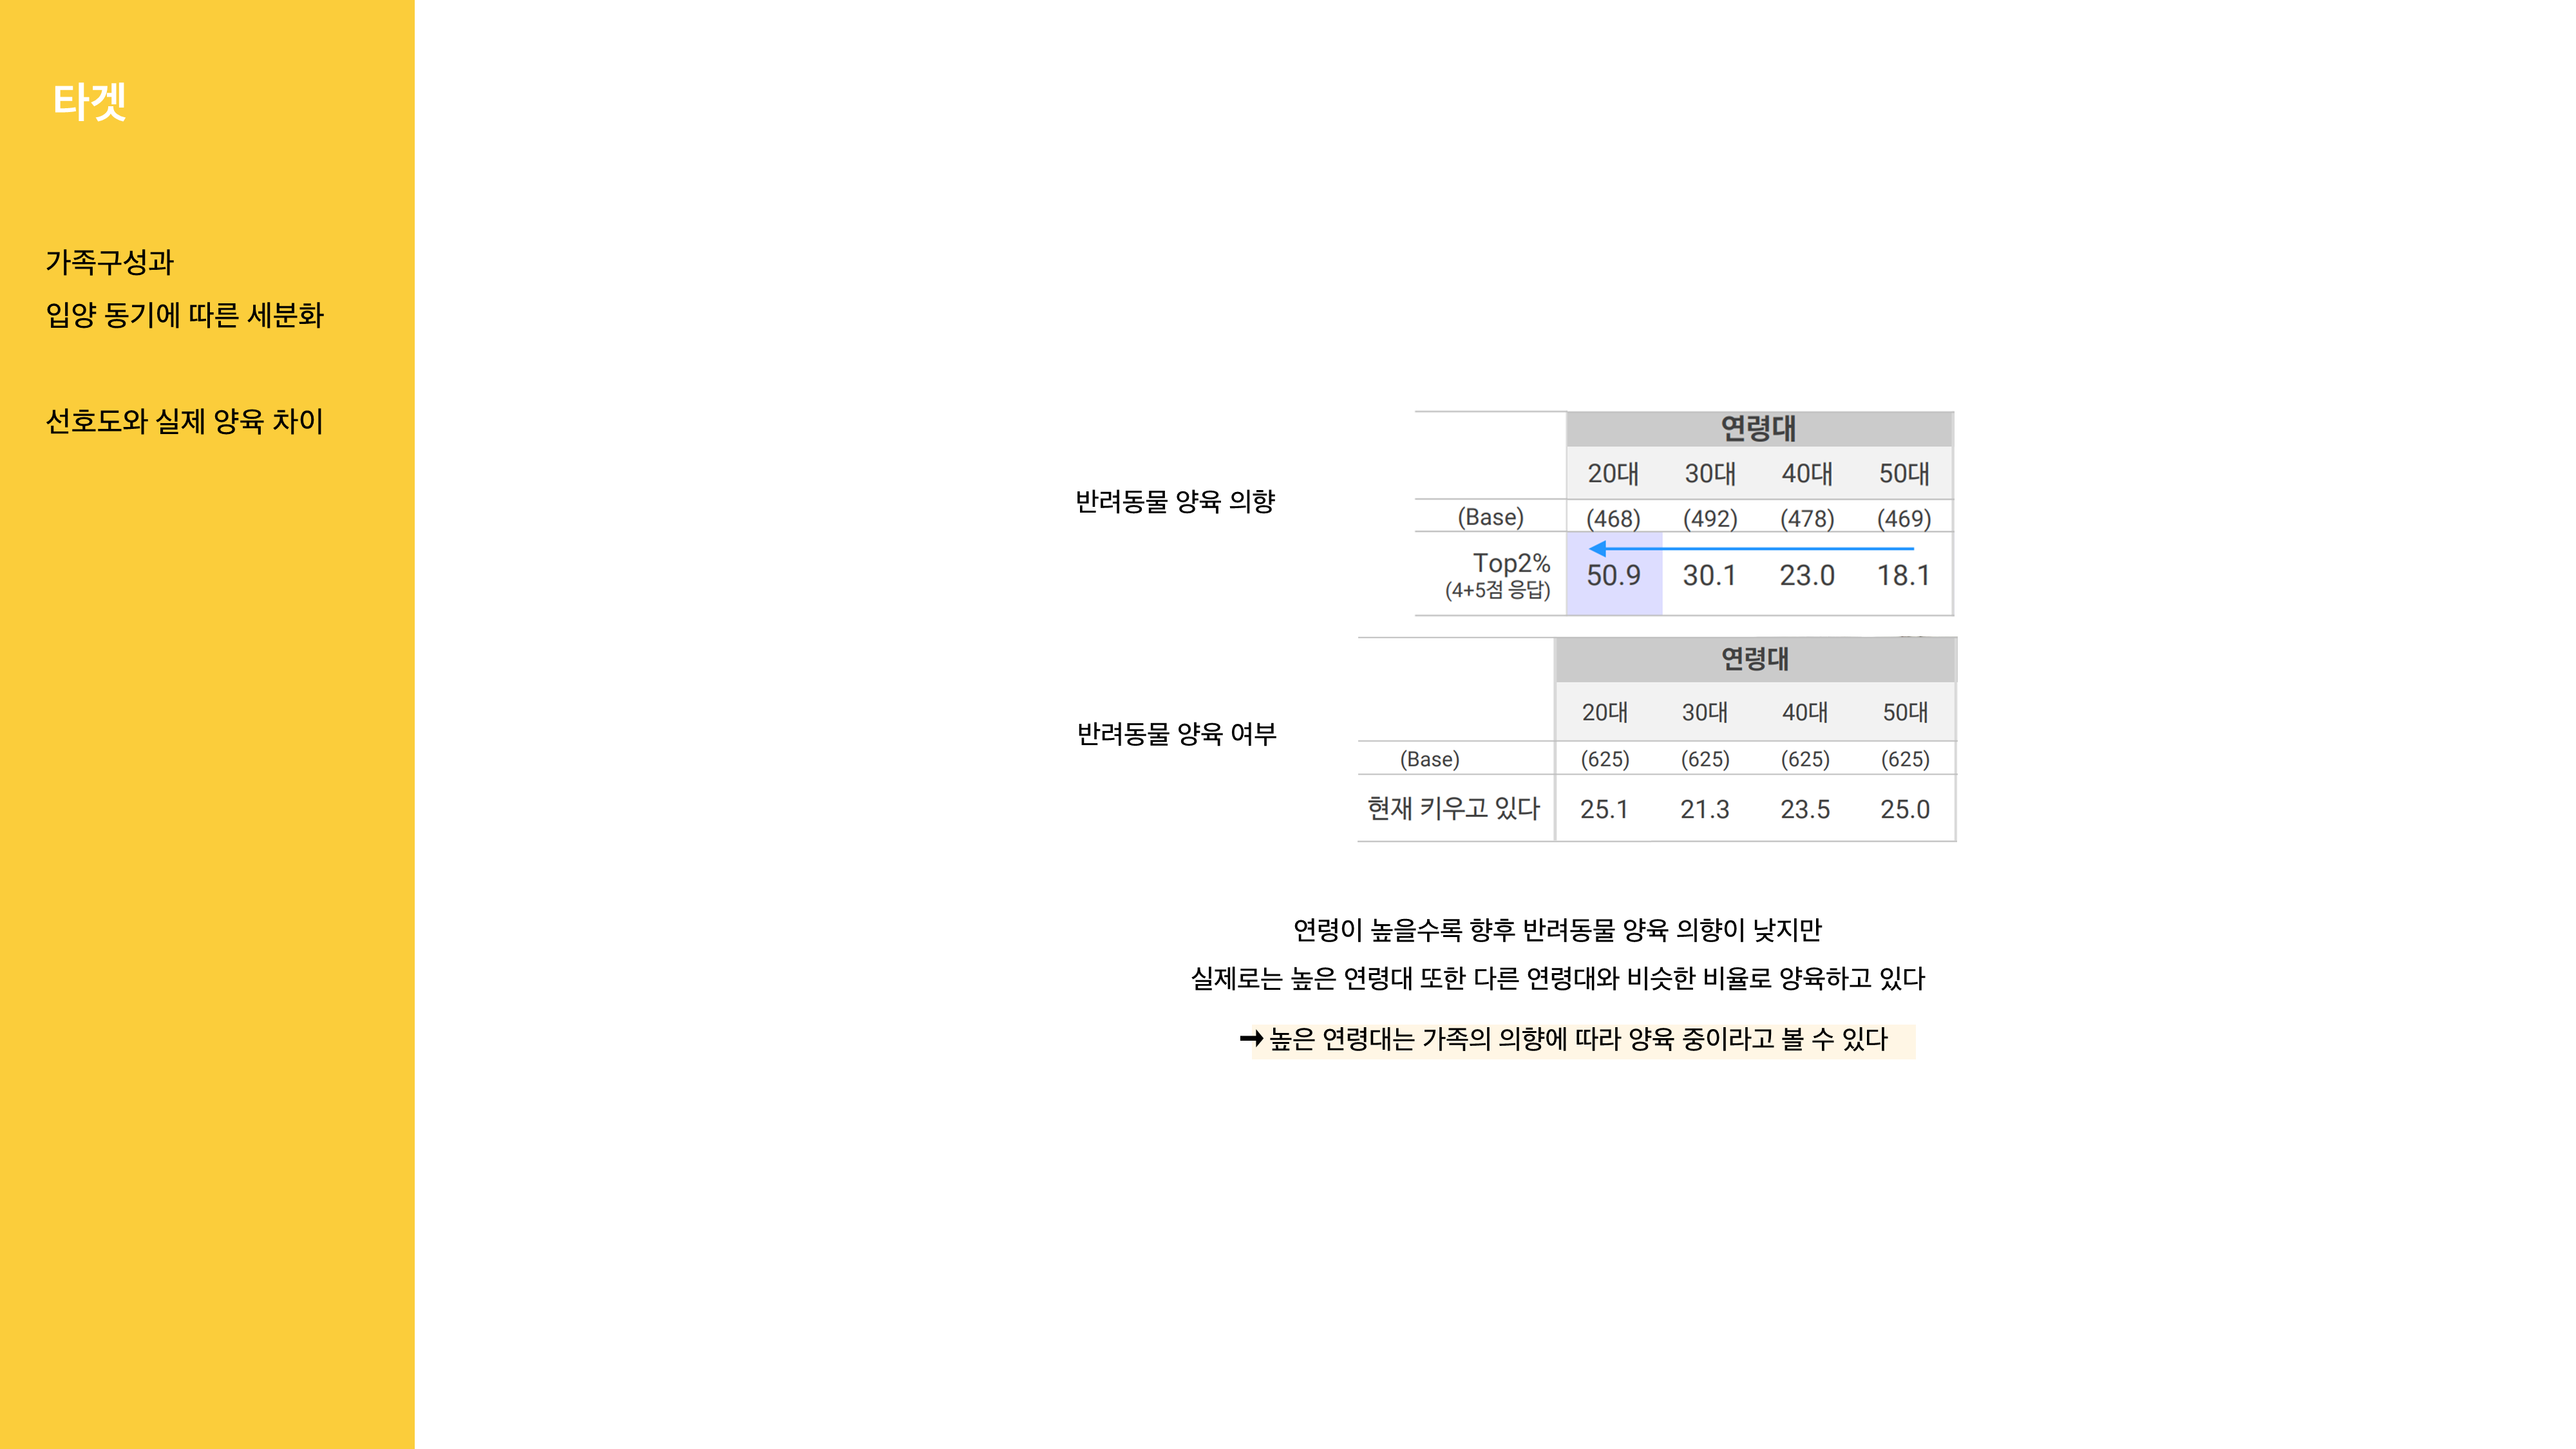 타겟
가족구성과
입양 동기에 따른 세분화
선호도와 실제 양육 차이
반려동물 양육 의향
연령대
20대 30대 40대 50대
(Base) (468) (492) (478) (469)
Top2% 50.9 30.1 23.0 18.1
(4+5점 응답)
반려동물 양육 여부
연령대
20대 30대 40대 50대
(Base) (625) (625) (625) (625)
현재 키우고 있다 25.1 21.3 23.5 25.0
연령이 높을수록 향후 반려동물 양육 의향이 낮지만
실제로는 높은 연령대 또한 다른 연령대와 비슷한 비율로 양육하고 있다
➞ 높은 연령대는 가족의 의향에 따라 양육 중이라고 볼 수 있다